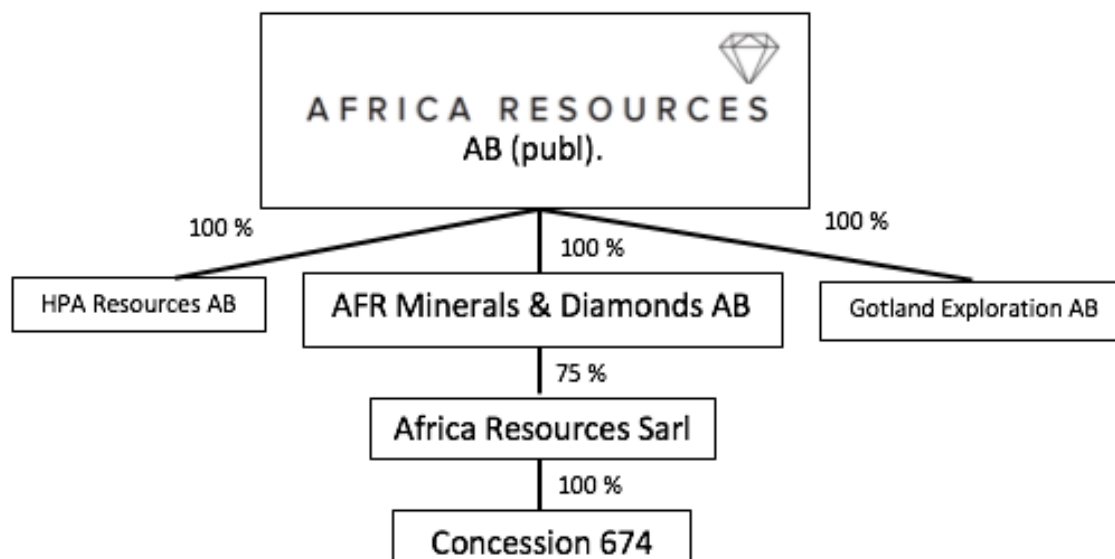 AFRICA RESOURCES
AB (publ).
100 %
100 %
100 %
HPA Resources AB
AFR Minerals & Diamonds AB
Gotland Exploration AB
75 %
Africa Resources Sarl
100 %
Concession 674